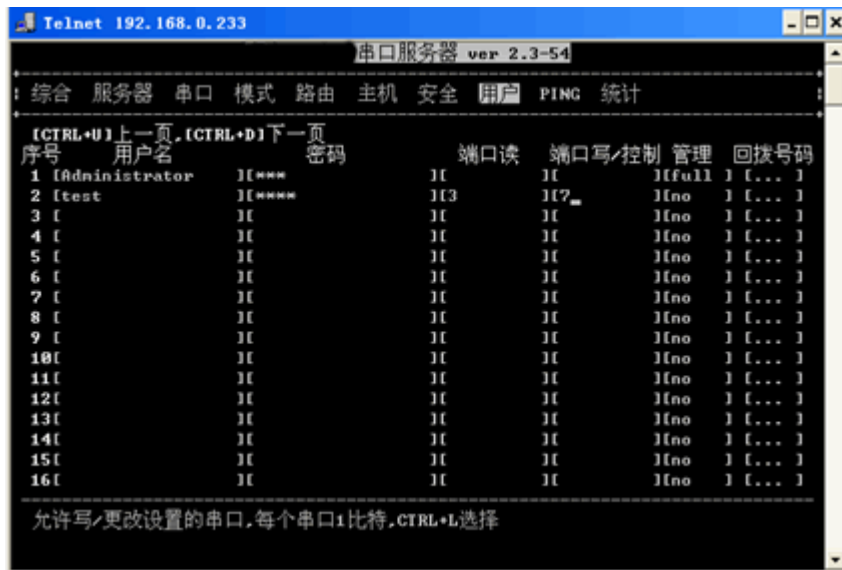 Telnet 192.168.0.233
串口服务器 ver 2.3-54
综合 服务器 串口 模式 路由 主机 安全 用户 PING 统计
[CTRL+U]上一页,[CTRL+D]下一页
序号 用户名 密码 端口读 端口写/控制 管理 回拨号码
1 [Administrator ][*** ][ ][ ][full ] [... ]
2 [test ][**** ][3 ][7_ ][no ] [... ]
3 [ ][ ][ ][ ][no ] [... ]
4 [ ][ ][ ][ ][no ] [... ]
5 [ ][ ][ ][ ][no ] [... ]
6 [ ][ ][ ][ ][no ] [... ]
7 [ ][ ][ ][ ][no ] [... ]
8 [ ][ ][ ][ ][no ] [... ]
9 [ ][ ][ ][ ][no ] [... ]
10[ ][ ][ ][ ][no ] [... ]
11[ ][ ][ ][ ][no ] [... ]
12[ ][ ][ ][ ][no ] [... ]
13[ ][ ][ ][ ][no ] [... ]
14[ ][ ][ ][ ][no ] [... ]
15[ ][ ][ ][ ][no ] [... ]
16[ ][ ][ ][ ][no ] [... ]
允许写/更改设置的串口,每个串口1比特,CTRL+L选择